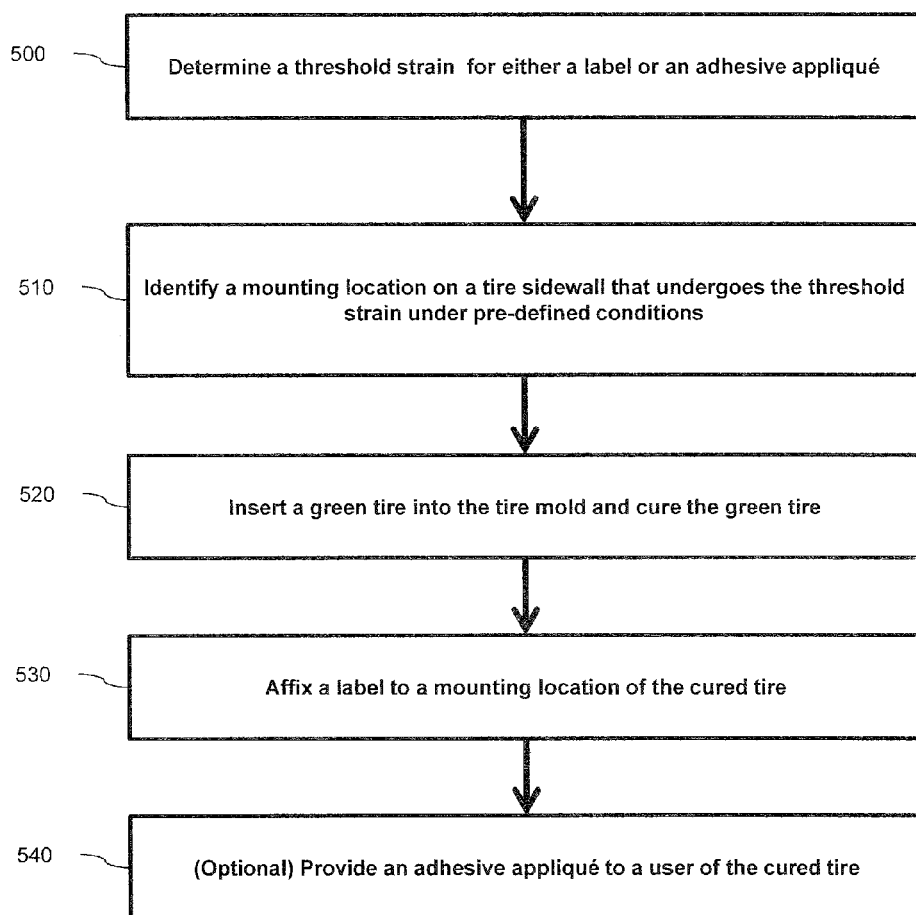 500
Determine a threshold strain for either a label or an adhesive appliqué
510
Identify a mounting location on a tire sidewall that undergoes the threshold
strain under pre-defined conditions
520
Insert a green tire into the tire mold and cure the green tire
530
Affix a label to a mounting location of the cured tire
540
(Optional) Provide an adhesive appliqué to a user of the cured tire